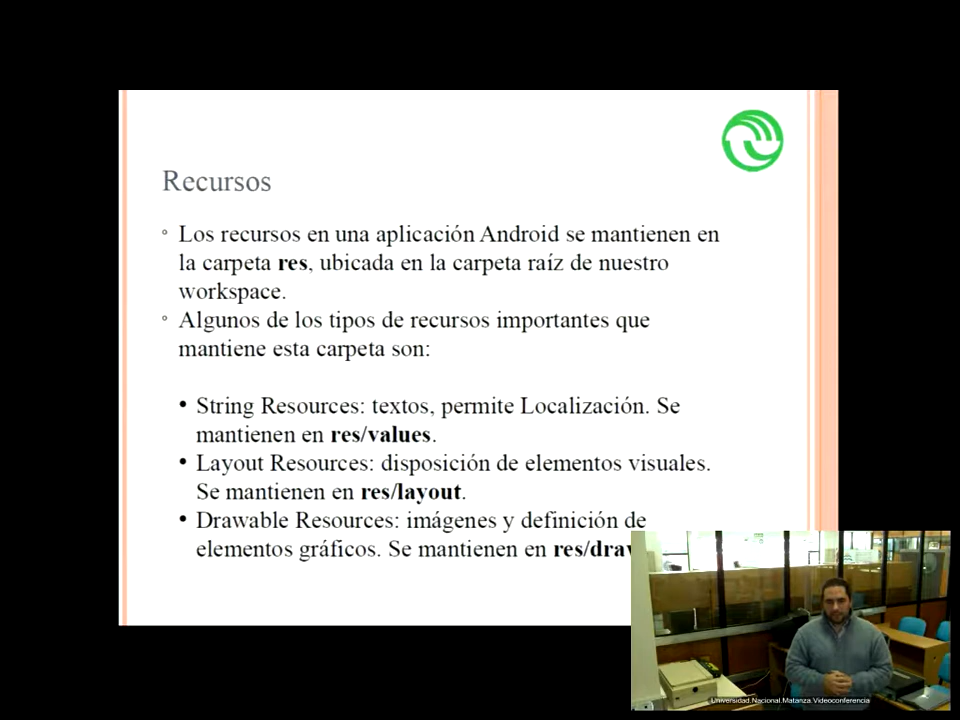 Recursos
Los recursos en una aplicación Android se mantienen en
la carpeta res, ubicada en la carpeta raíz de nuestro
workspace.
Algunos de los tipos de recursos importantes que
mantiene esta carpeta son:
String Resources: textos, permite Localización. Se
mantienen en res/values.
Layout Resources: disposición de elementos visuales.
Se mantienen en res/layout.
Drawable Resources: imágenes y definición de
elementos gráficos. Se mantienen en
Universidad.Nacional.Matanza.Videoconferencia